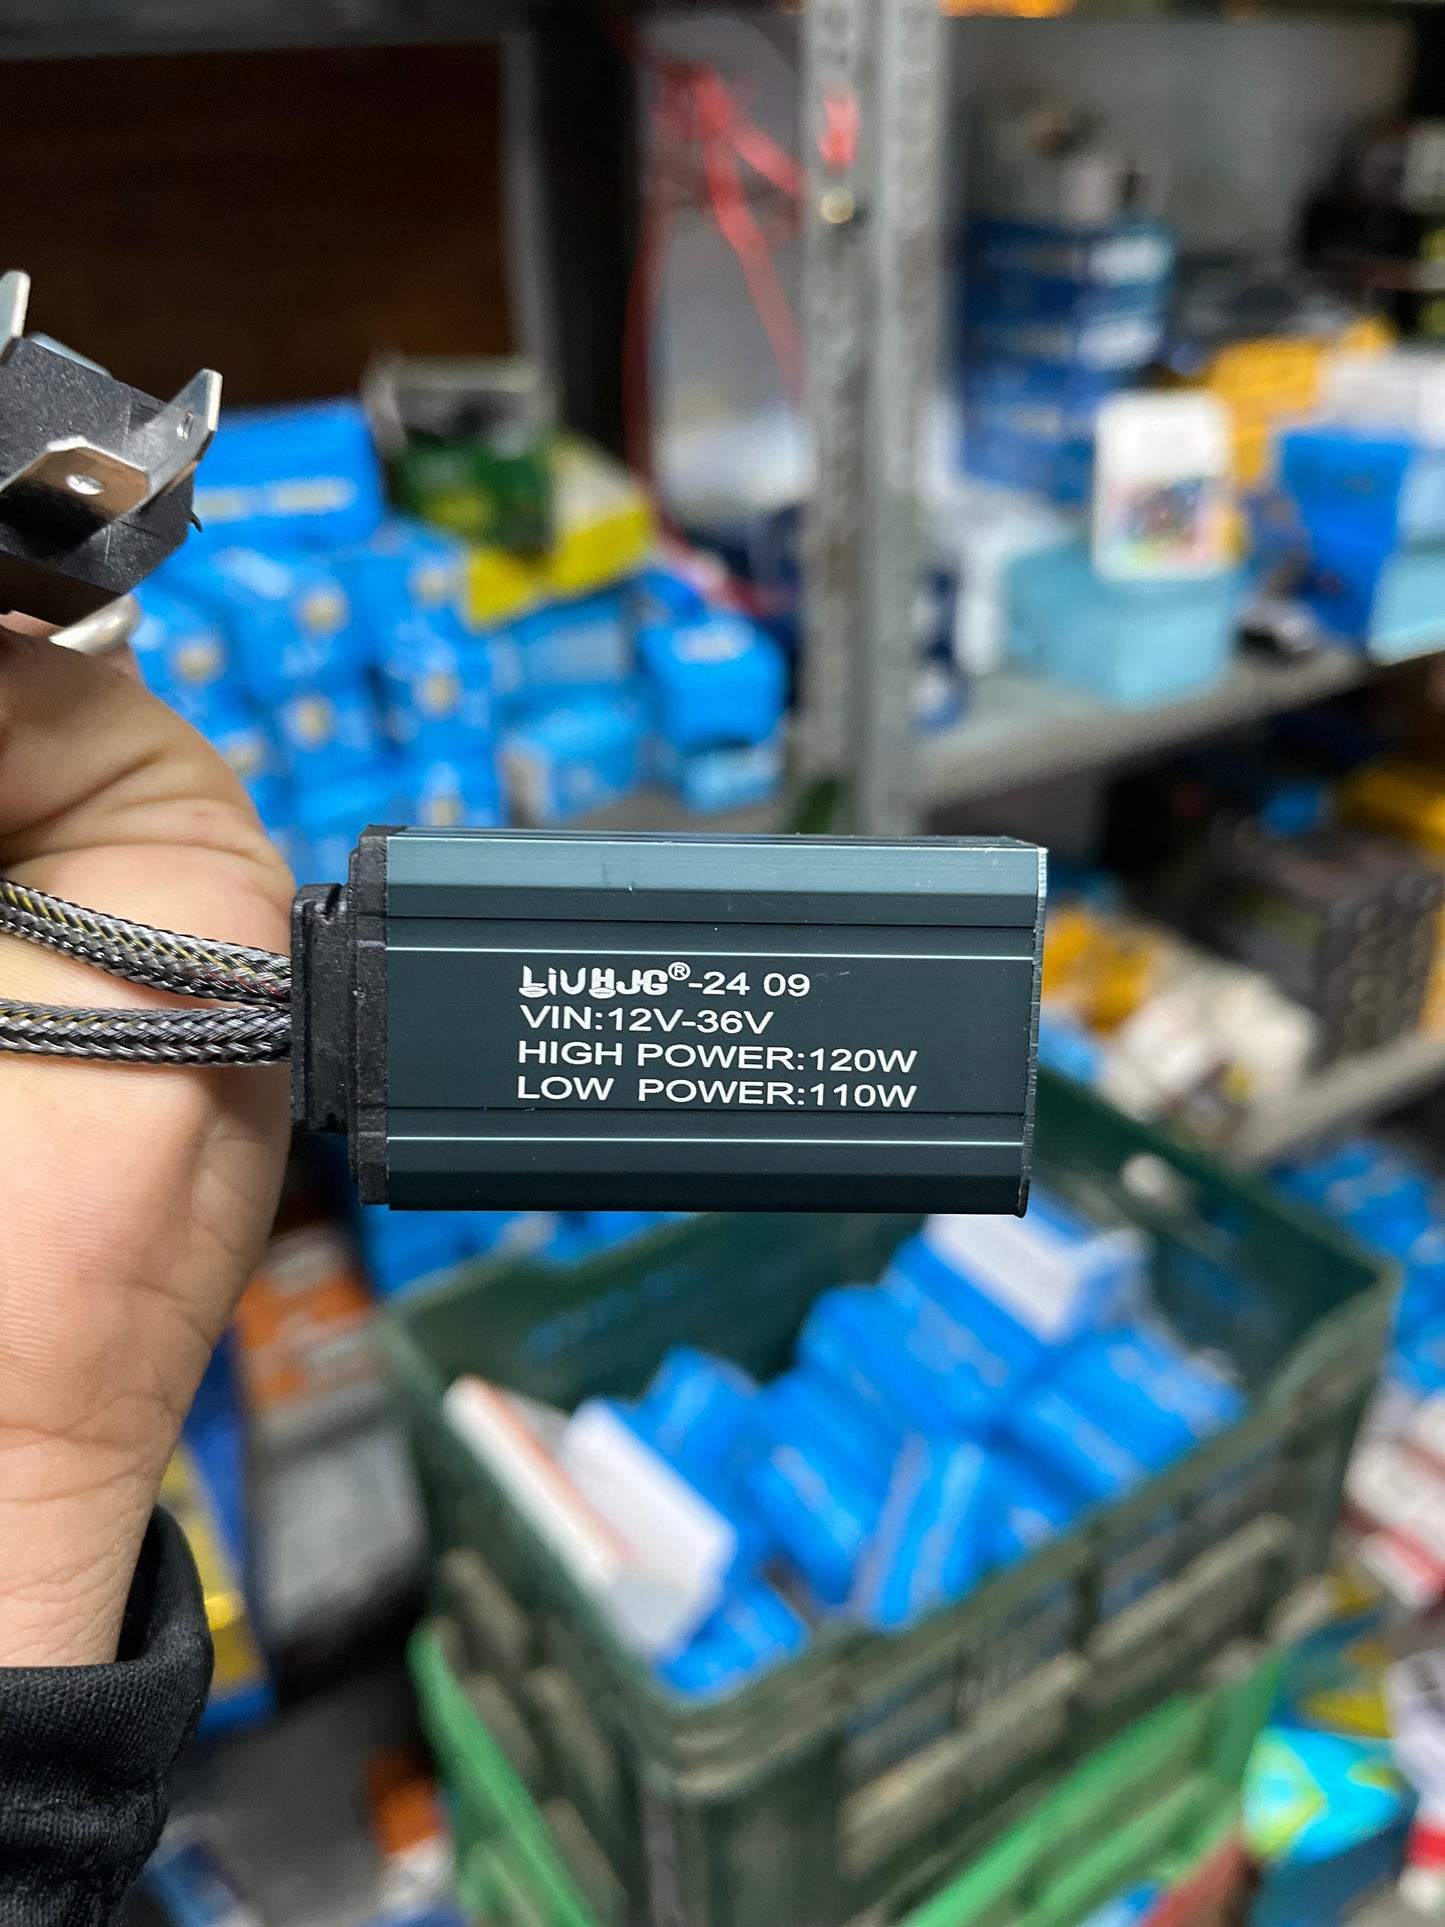 LiUHJG®-24 09
VIN:12V-36V
HIGH POWER:120W
LOW POWER:110W